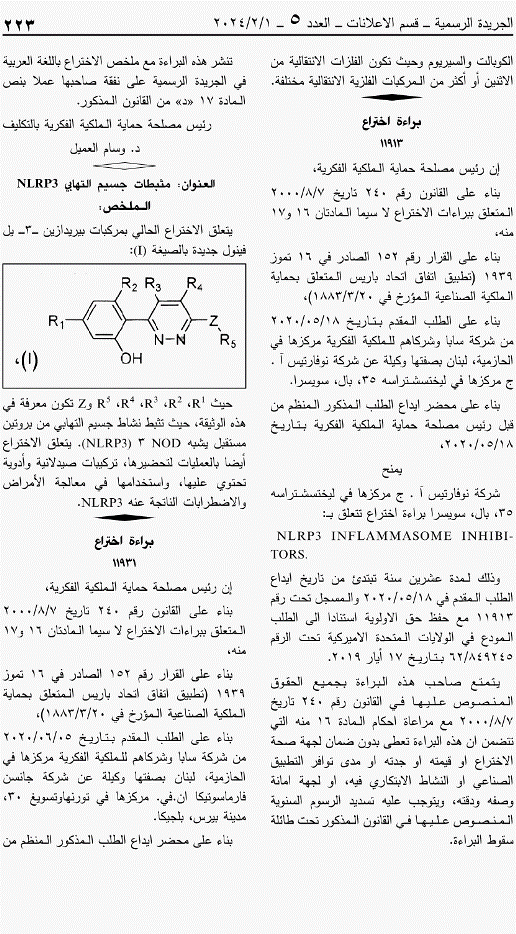 الجريدة الرسمية ــ قسم الاعلانات ــ العدد ٥ ــ ٢٠٢٤/٢/١
٢٢٣
الكوبالت والسيريوم وحيث تكون الفلزات الانتقالية من
الاثنين أو أكثر من المركبات الفلزية الانتقالية مختلفة.
براءة اختراع
١١٩١٣
إن رئيس مصلحة حماية الملكية الفكرية،
بناء على القانون رقم ٢٤٠ تاريخ ٢٠٠٠/٨/٧
المتعلق ببراءات الاختراع لا سيما المادتان ١٦ و١٧
منه،
بناء على القرار رقم ١٥٢ الصادر في ١٦ تموز
١٩٣٩ (تطبيق اتفاق اتحاد باريس المتعلق بحماية
الملكية الصناعية المؤرخ في ١٨٨٣/٣/٢٠)،
بناء على الطلب المقدم بتاريخ ٢٠٢٠/٠٥/١٨
من شركة سابا وشركاهم للملكية الفكرية مركزها في
الحازمية، لبنان بصفتها وكيلة عن شركة نوفارتيس آ .
ج مركزها في ليختسشتراسه ٣٥، بال، سويسرا.
بناء على محضر ايداع الطلب المذكور المنظم من
قبل رئيس مصلحة حماية الملكية الفكرية بتاريخ
٢٠٢٠/٠٥/١٨،
يمنح
شركة نوفارتيس آ . ج مركزها في ليختسشتراسه
٣٥، بال، سويسرا براءة اختراع تتعلق بـ:
NLRP3 INFLAMMASOME INHIBI-
TORS.
وذلك لمدة عشرين سنة تبتدئ من تاريخ ايداع
الطلب المقدم في ٢٠٢٠/٠٥/١٨ والمسجل تحت رقم
١١٩١٣ مع حفظ حق الاولوية استنادا الى الطلب
المودع في الولايات المتحدة الاميركية تحت الرقم
٦٢/٨٤٩٢٤٥ بتاريخ ١٧ أيار ٢٠١٩.
يتمتع صاحب هذه البراءة بجميع الحقوق
المنصوص عليها في القانون رقم ٢٤٠ تاريخ
٢٠٠٠/٨/٧ مع مراعاة أحكام المادة ١٦ منه التي
تتضمن ان هذه البراءة تعطى بدون ضمان لجهة صحة
الاختراع او قيمته او جدته او مدى توافر التطبيق
الصناعي او النشاط الابتكاري فيه، او لجهة امانة
وصفه ودقته، ويتوجب عليه تسديد الرسوم السنوية
المنصوص عليها في القانون المذكور تحت طائلة
سقوط البراءة.
تنشر هذه البراءة مع ملخص الاختراع باللغة العربية
في الجريدة الرسمية على نفقة صاحبها عملا بنص
المادة ١٧ «د» من القانون المذكور.
رئيس مصلحة حماية الملكية الفكرية بالتكليف
د. وسام العميل
العنوان: مثبطات جسيم التهابي NLRP3
الملخص:
يتعلق الاختراع الحالي بمركبات بيريدازين ــ٣ــ يل
فينول جديدة بالصيغة (I):
R₂ R₃ R₄
R₁ Z
N N R₅
OH
(I)،
حيث R¹، R²، R³، R⁴، R⁵ وZ تكون معرفة في
هذه الوثيقة، حيث تثبط نشاط جسيم التهابي من بروتين
مستقبل يشبه NOD ٣ (NLRP3). يتعلق الاختراع
أيضا بالعمليات لتحضيرها، تركيبات صيدلانية وأدوية
تحتوي عليها، واستخدامها في معالجة الأمراض
والاضطرابات الناتجة عنه NLRP3.
براءة اختراع
١١٩٣١
إن رئيس مصلحة حماية الملكية الفكرية،
بناء على القانون رقم ٢٤٠ تاريخ ٢٠٠٠/٨/٧
المتعلق ببراءات الاختراع لا سيما المادتان ١٦ و١٧
منه،
بناء على القرار رقم ١٥٢ الصادر في ١٦ تموز
١٩٣٩ (تطبيق اتفاق اتحاد باريس المتعلق بحماية
الملكية الصناعية المؤرخ في ١٨٨٣/٣/٢٠)،
بناء على الطلب المقدم بتاريخ ٢٠٢٠/٠٦/٠٥
من شركة سابا وشركاهم للملكية الفكرية مركزها في
الحازمية، لبنان بصفتها وكيلة عن شركة جانسن
فارماسوتيكا ان.في. مركزها في تورنهاوتسويغ ٣٠،
مدينة بيرس، بلجيكا.
بناء على محضر ايداع الطلب المذكور المنظم من